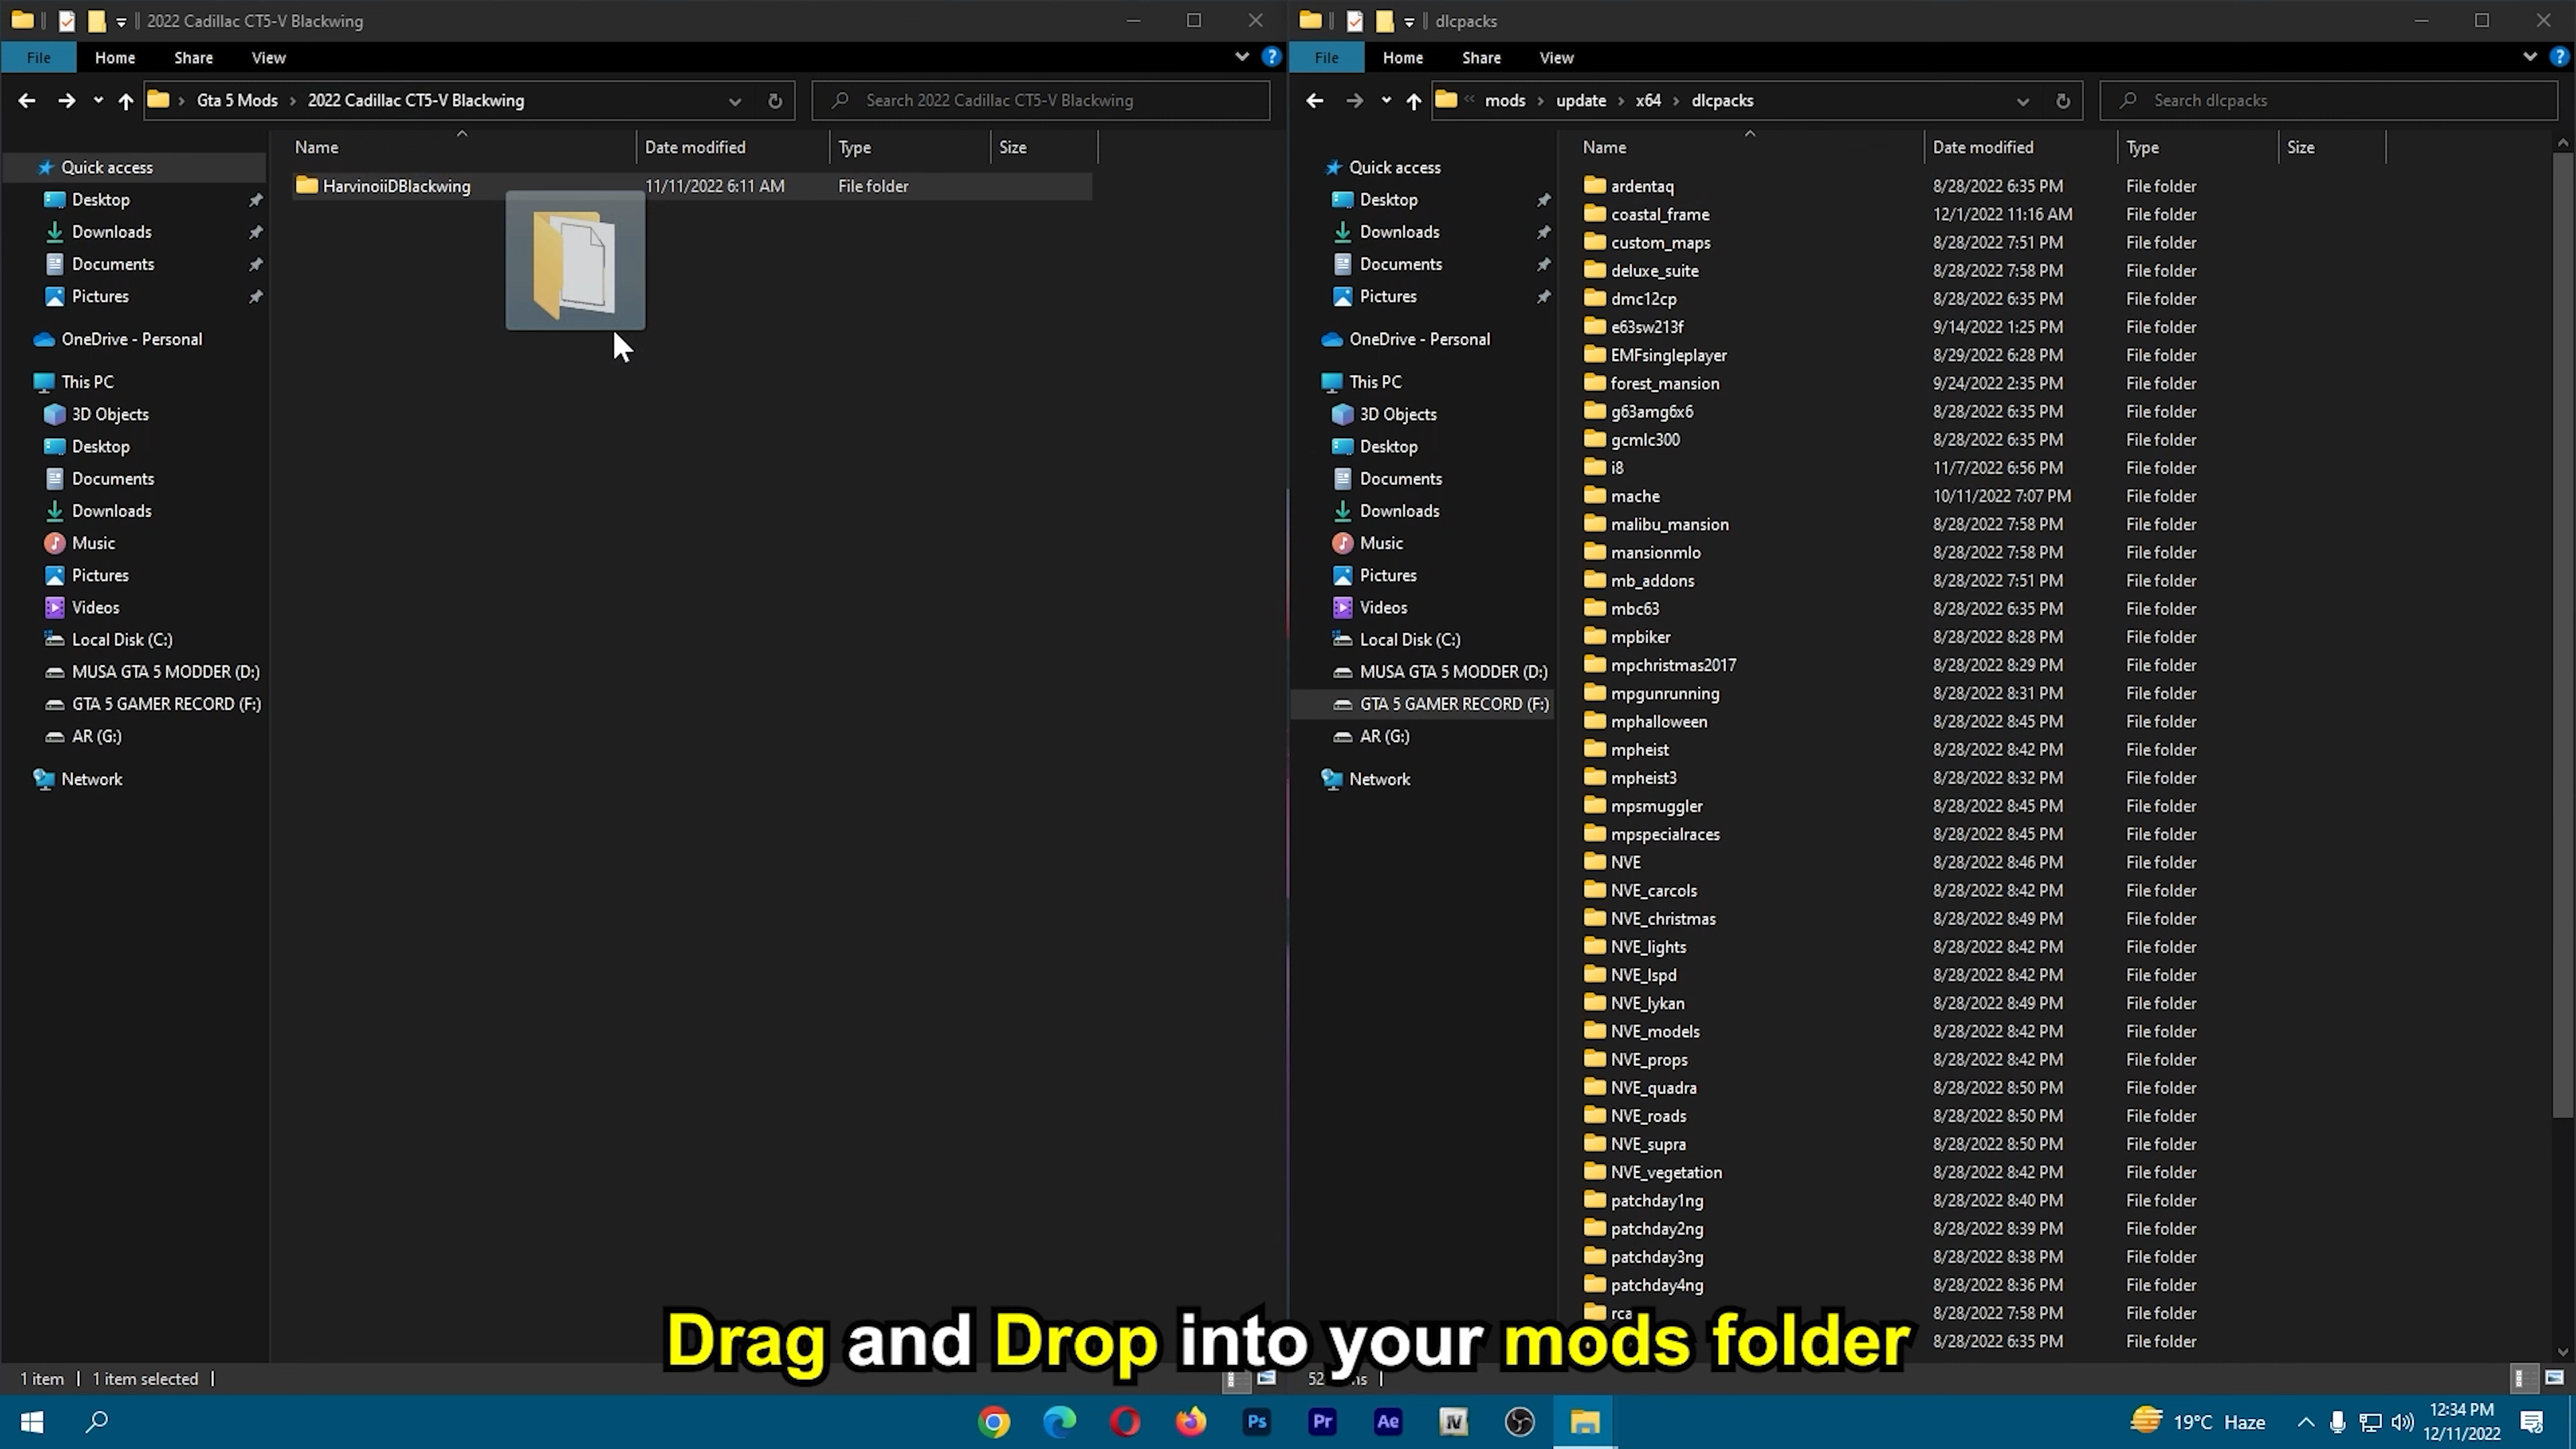 2022 Cadillac CT5-V Blackwing
File Home Share View
Gta 5 Mods 2022 Cadillac CT5-V Blackwing
Search 2022 Cadillac CT5-V Blackwing
Name Date modified Type Size
HarvinoiiDBlackwing 11/11/2022 6:11 AM File folder
Quick access
Desktop
Downloads
Documents
Pictures
OneDrive - Personal
This PC
3D Objects
Desktop
Documents
Downloads
Music
Pictures
Videos
Local Disk (C:)
MUSA GTA 5 MODDER (D:)
GTA 5 GAMER RECORD (F:)
AR (G:)
Network
1 item 1 item selected
dlcpacks
File Home Share View
mods update x64 dlcpacks
Search dlcpacks
Quick access
Desktop
Downloads
Documents
Pictures
OneDrive - Personal
This PC
3D Objects
Desktop
Documents
Downloads
Music
Pictures
Videos
Local Disk (C:)
MUSA GTA 5 MODDER (D:)
GTA 5 GAMER RECORD (F:)
AR (G:)
Network
Name Date modified Type Size
ardentaq 8/28/2022 6:35 PM File folder
coastal_frame 12/1/2022 11:16 AM File folder
custom_maps 8/28/2022 7:51 PM File folder
deluxe_suite 8/28/2022 7:58 PM File folder
dmc12cp 8/28/2022 6:35 PM File folder
e63sw213f 9/14/2022 1:25 PM File folder
EMFsingleplayer 8/29/2022 6:28 PM File folder
forest_mansion 9/24/2022 2:35 PM File folder
g63amg6x6 8/28/2022 6:35 PM File folder
gcmlc300 8/28/2022 6:35 PM File folder
i8 11/7/2022 6:56 PM File folder
mache 10/11/2022 7:07 PM File folder
malibu_mansion 8/28/2022 7:58 PM File folder
mansionmlo 8/28/2022 7:58 PM File folder
mb_addons 8/28/2022 7:51 PM File folder
mbc63 8/28/2022 6:35 PM File folder
mpbiker 8/28/2022 8:28 PM File folder
mpchristmas2017 8/28/2022 8:29 PM File folder
mpgunrunning 8/28/2022 8:31 PM File folder
mphalloween 8/28/2022 8:45 PM File folder
mpheist 8/28/2022 8:42 PM File folder
mpheist3 8/28/2022 8:32 PM File folder
mpsmuggler 8/28/2022 8:45 PM File folder
mpspecialraces 8/28/2022 8:45 PM File folder
NVE 8/28/2022 8:46 PM File folder
NVE_carcols 8/28/2022 8:42 PM File folder
NVE_christmas 8/28/2022 8:49 PM File folder
NVE_lights 8/28/2022 8:42 PM File folder
NVE_lspd 8/28/2022 8:42 PM File folder
NVE_lykan 8/28/2022 8:49 PM File folder
NVE_models 8/28/2022 8:42 PM File folder
NVE_props 8/28/2022 8:42 PM File folder
NVE_quadra 8/28/2022 8:50 PM File folder
NVE_roads 8/28/2022 8:50 PM File folder
NVE_supra 8/28/2022 8:50 PM File folder
NVE_vegetation 8/28/2022 8:42 PM File folder
patchday1ng 8/28/2022 8:40 PM File folder
patchday2ng 8/28/2022 8:39 PM File folder
patchday3ng 8/28/2022 8:38 PM File folder
patchday4ng 8/28/2022 8:36 PM File folder
8/28/2022 7:58 PM File folder
8/28/2022 6:35 PM File folder
Drag and Drop into your mods folder
Ps Pr Ae IV
19°C Haze
12:34 PM
12/11/2022